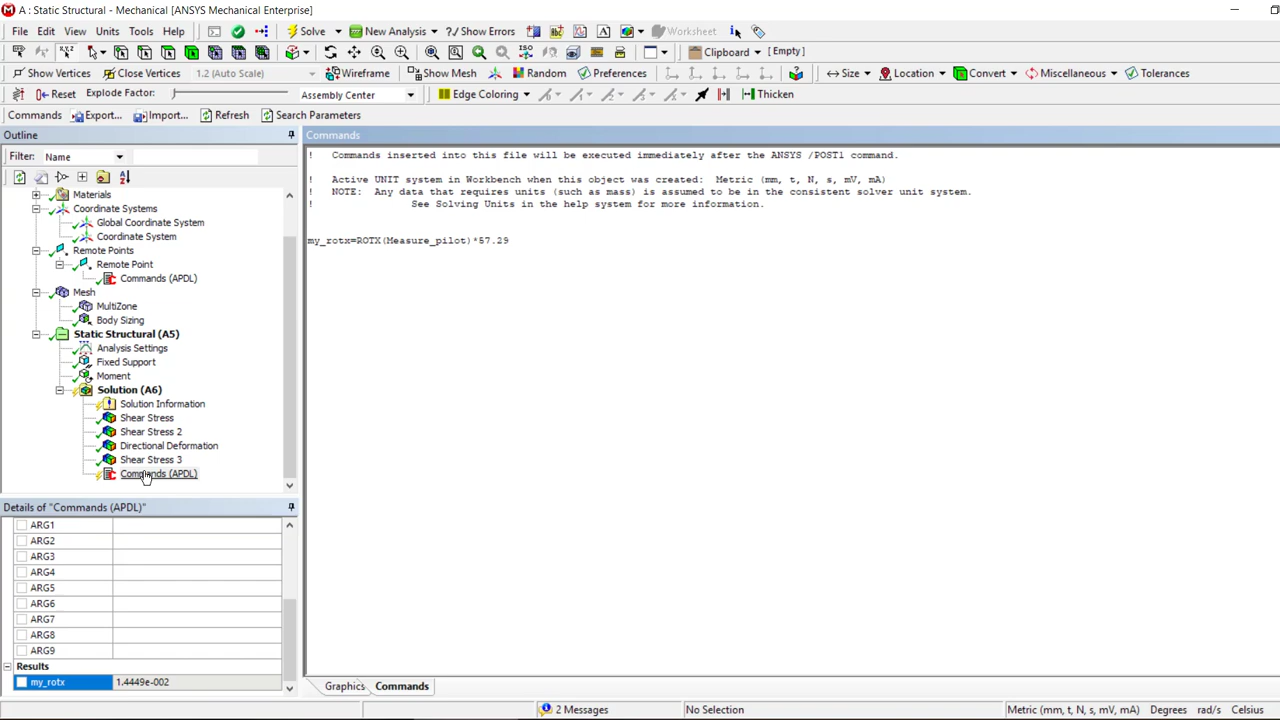 A : Static Structural - Mechanical [ANSYS Mechanical Enterprise]
File Edit View Units Tools Help Solve New Analysis ?/ Show Errors Worksheet
Clipboard [ Empty]
Show Vertices Close Vertices 1.2 (Auto Scale) Wireframe Show Mesh Random Preferences Size Location Convert Miscellaneous Tolerances
Reset Explode Factor: Assembly Center Edge Coloring Thicken
Commands Export... Import... Refresh Search Parameters
Outline
Filter: Name
Materials
Coordinate Systems
Global Coordinate System
Coordinate System
Remote Points
Remote Point
Commands (APDL)
Mesh
MultiZone
Body Sizing
Static Structural (A5)
Analysis Settings
Fixed Support
Moment
Solution (A6)
Solution Information
Shear Stress
Shear Stress 2
Directional Deformation
Shear Stress 3
Commands (APDL)
Details of "Commands (APDL)"
ARG1
ARG2
ARG3
ARG4
ARG5
ARG6
ARG7
ARG8
ARG9
Results
my_rotx 1.4449e-002
Commands
! Commands inserted into this file will be executed immediately after the ANSYS /POST1 command.
! Active UNIT system in Workbench when this object was created: Metric (mm, t, N, s, mV, mA)
! NOTE: Any data that requires units (such as mass) is assumed to be in the consistent solver unit system.
! See Solving Units in the help system for more information.
my_rotx=ROTX(Measure_pilot)*57.29
Graphics Commands
2 Messages No Selection Metric (mm, t, N, s, mV, mA) Degrees rad/s Celsius